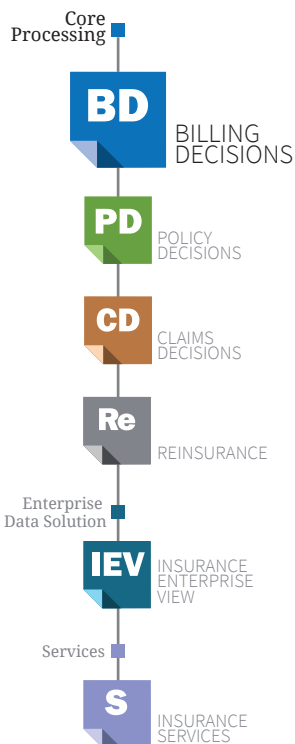 Core
Processing
BD
BILLING
DECISIONS
PD
POLICY
DECISIONS
CD
CLAIMS
DECISIONS
Re
REINSURANCE
Enterprise
Data Solution
IEV
INSURANCE
ENTERPRISE
VIEW
Services
S
INSURANCE
SERVICES